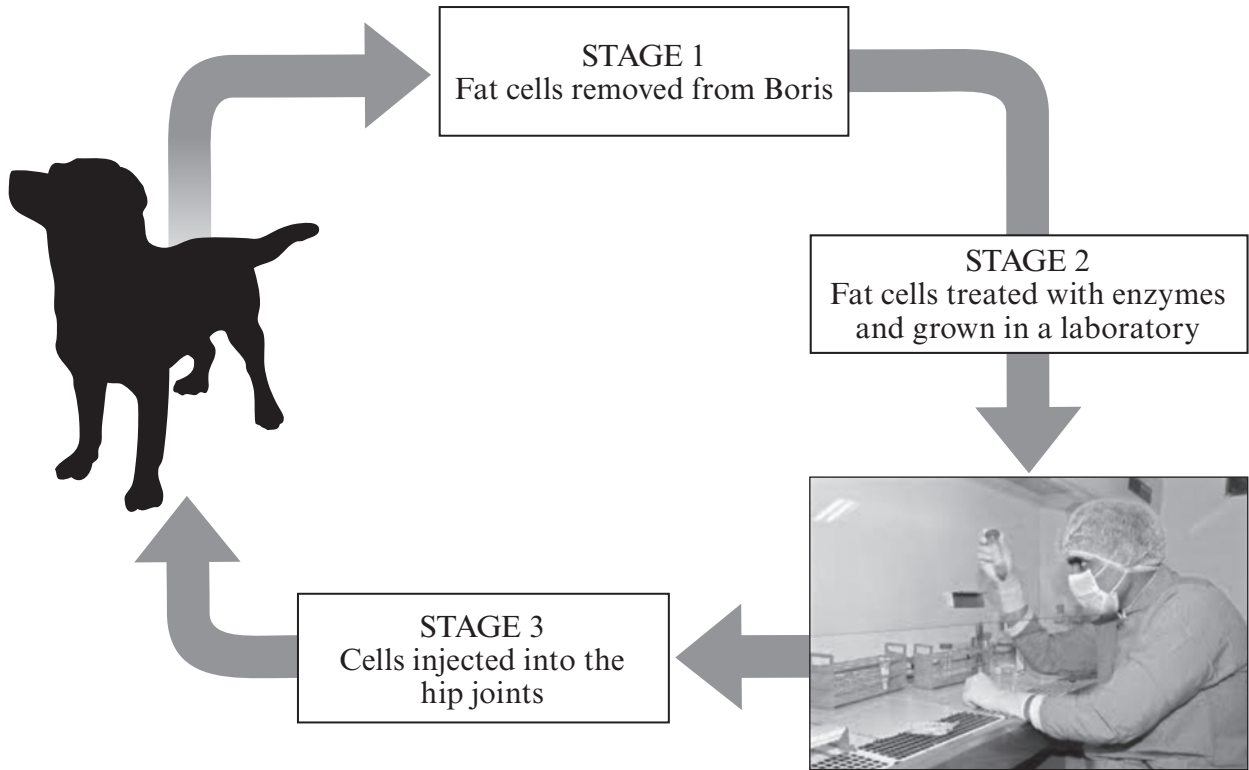 STAGE 1
Fat cells removed from Boris
STAGE 2
Fat cells treated with enzymes
and grown in a laboratory
STAGE 3
Cells injected into the
hip joints